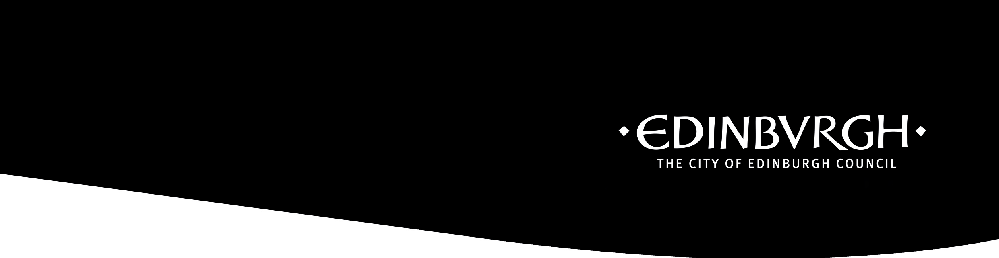 EDINBVRGH
THE CITY OF EDINBURGH COUNCIL